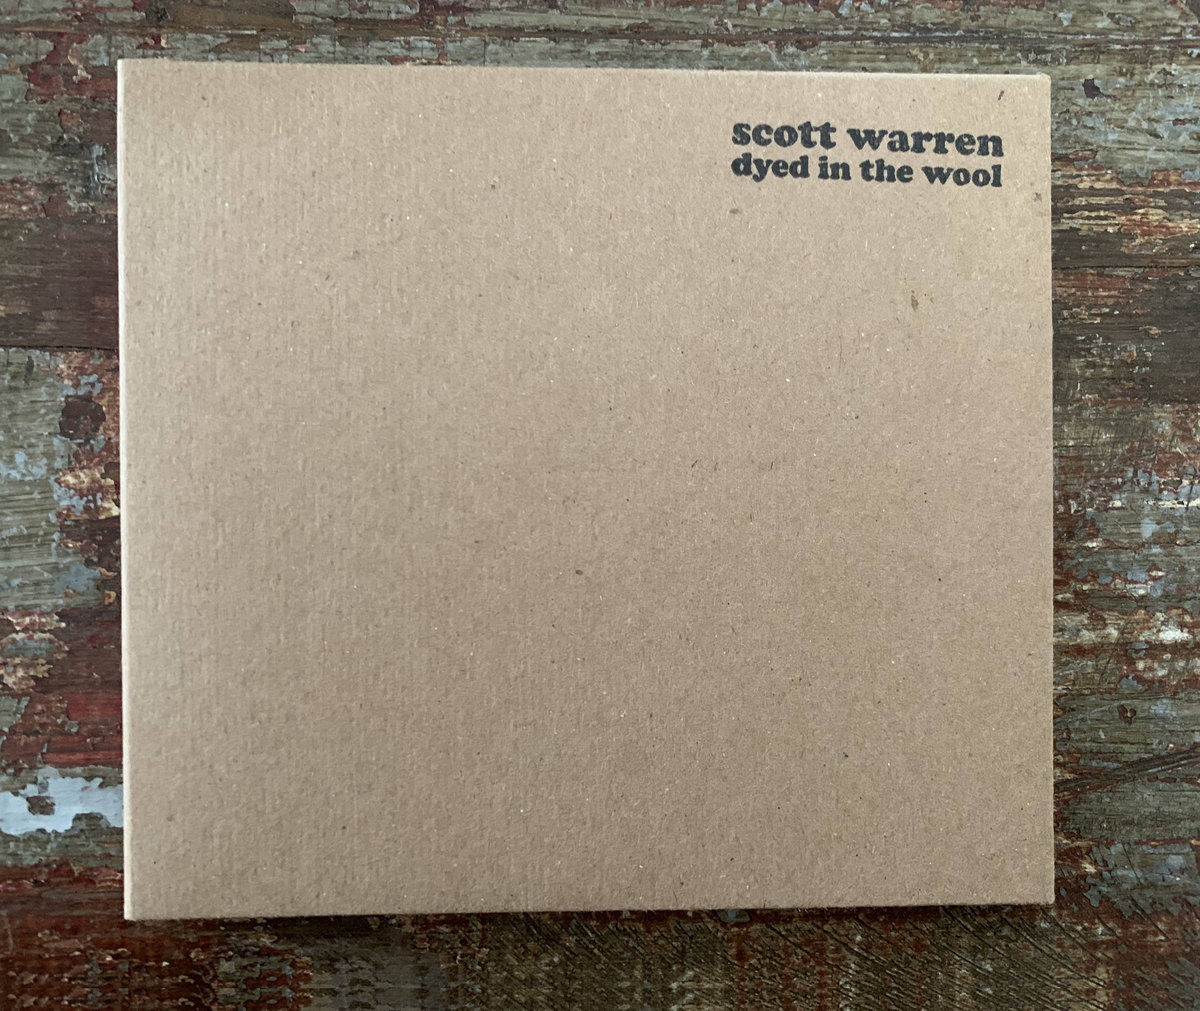 scott warren
dyed in the wool